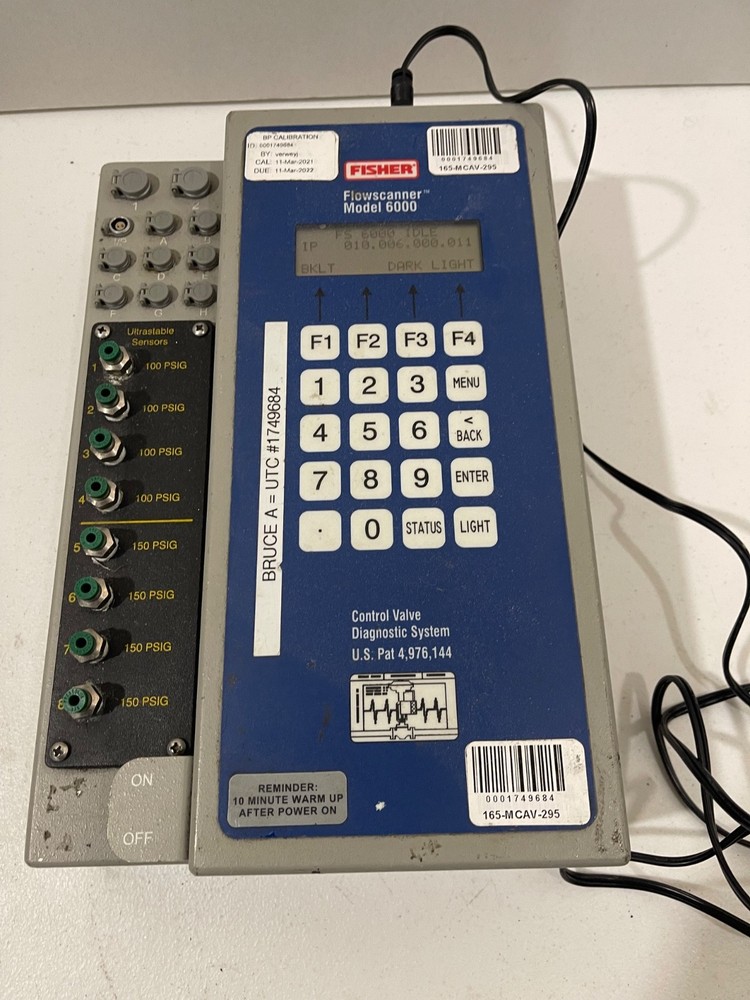 BP CALIBRATION
ID: 0001749684
BY: verweyj
CAL: 11-Mar-2021
DUE: 11-Mar-2022
FISHER
0001749684
165-MCAV-295
Flowscanner™
Model 6000
FS 6000 IDLE
IP 010.006.000.011
BKLT DARK LIGHT
1 2
A
C D E
F G H
Ultrastable
Sensors
1 100 PSIG
2 100 PSIG
3 100 PSIG
4 100 PSIG
5 150 PSIG
6 150 PSIG
7 150 PSIG
8 150 PSIG
ON
OFF
BRUCE A = UTC #1749684
F1 F2 F3 F4
1 2 3 MENU
4 5 6 < BACK
7 8 9 ENTER
. 0 STATUS LIGHT
Control Valve
Diagnostic System
U.S. Pat 4,976,144
REMINDER:
10 MINUTE WARM UP
AFTER POWER ON
0001749684
165-MCAV-295